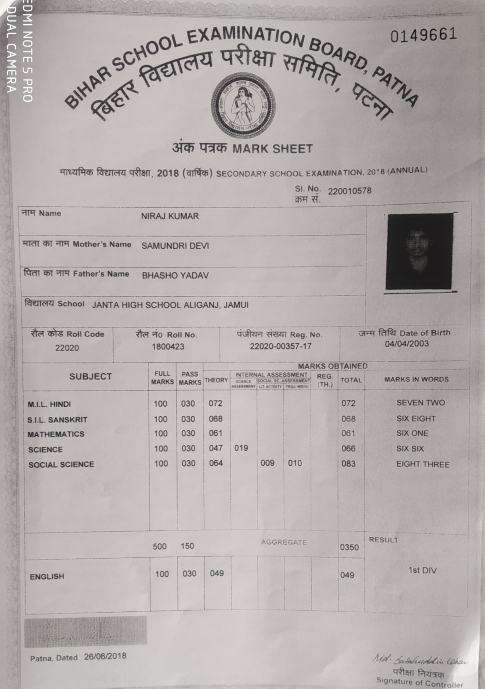 REDMI NOTE 5 PRO
DUAL CAMERA
0149661
BIHAR SCHOOL EXAMINATION BOARD, PATNA
बिहार विद्यालय परीक्षा समिति, पटना
अंक पत्रक MARK SHEET
माध्यमिक विद्यालय परीक्षा, 2018 (वार्षिक) SECONDARY SCHOOL EXAMINATION, 2018 (ANNUAL)
Sl. No. 220010578
क्रम सं.
नाम Name NIRAJ KUMAR
माता का नाम Mother's Name SAMUNDRI DEVI
पिता का नाम Father's Name BHASHO YADAV
विद्यालय School JANTA HIGH SCHOOL ALIGANJ, JAMUI
रौल कोड Roll Code रौल नं० Roll No. पंजीयन संख्या Reg. No. जन्म तिथि Date of Birth
22020 1800423 22020-00357-17 04/04/2003
MARKS OBTAINED
SUBJECT FULL MARKS PASS MARKS THEORY INTERNAL ASSESSMENT REG. (TH.) TOTAL MARKS IN WORDS
M.I.L. HINDI 100 030 072 072 SEVEN TWO
S.I.L. SANSKRIT 100 030 068 068 SIX EIGHT
MATHEMATICS 100 030 061 061 SIX ONE
SCIENCE 100 030 047 019 066 SIX SIX
SOCIAL SCIENCE 100 030 064 009 010 083 EIGHT THREE
500 150 AGGREGATE 0350 RESULT
ENGLISH 100 030 049 049 1st DIV
Patna, Dated 26/06/2018
परीक्षा नियंत्रक
Signature of Controller